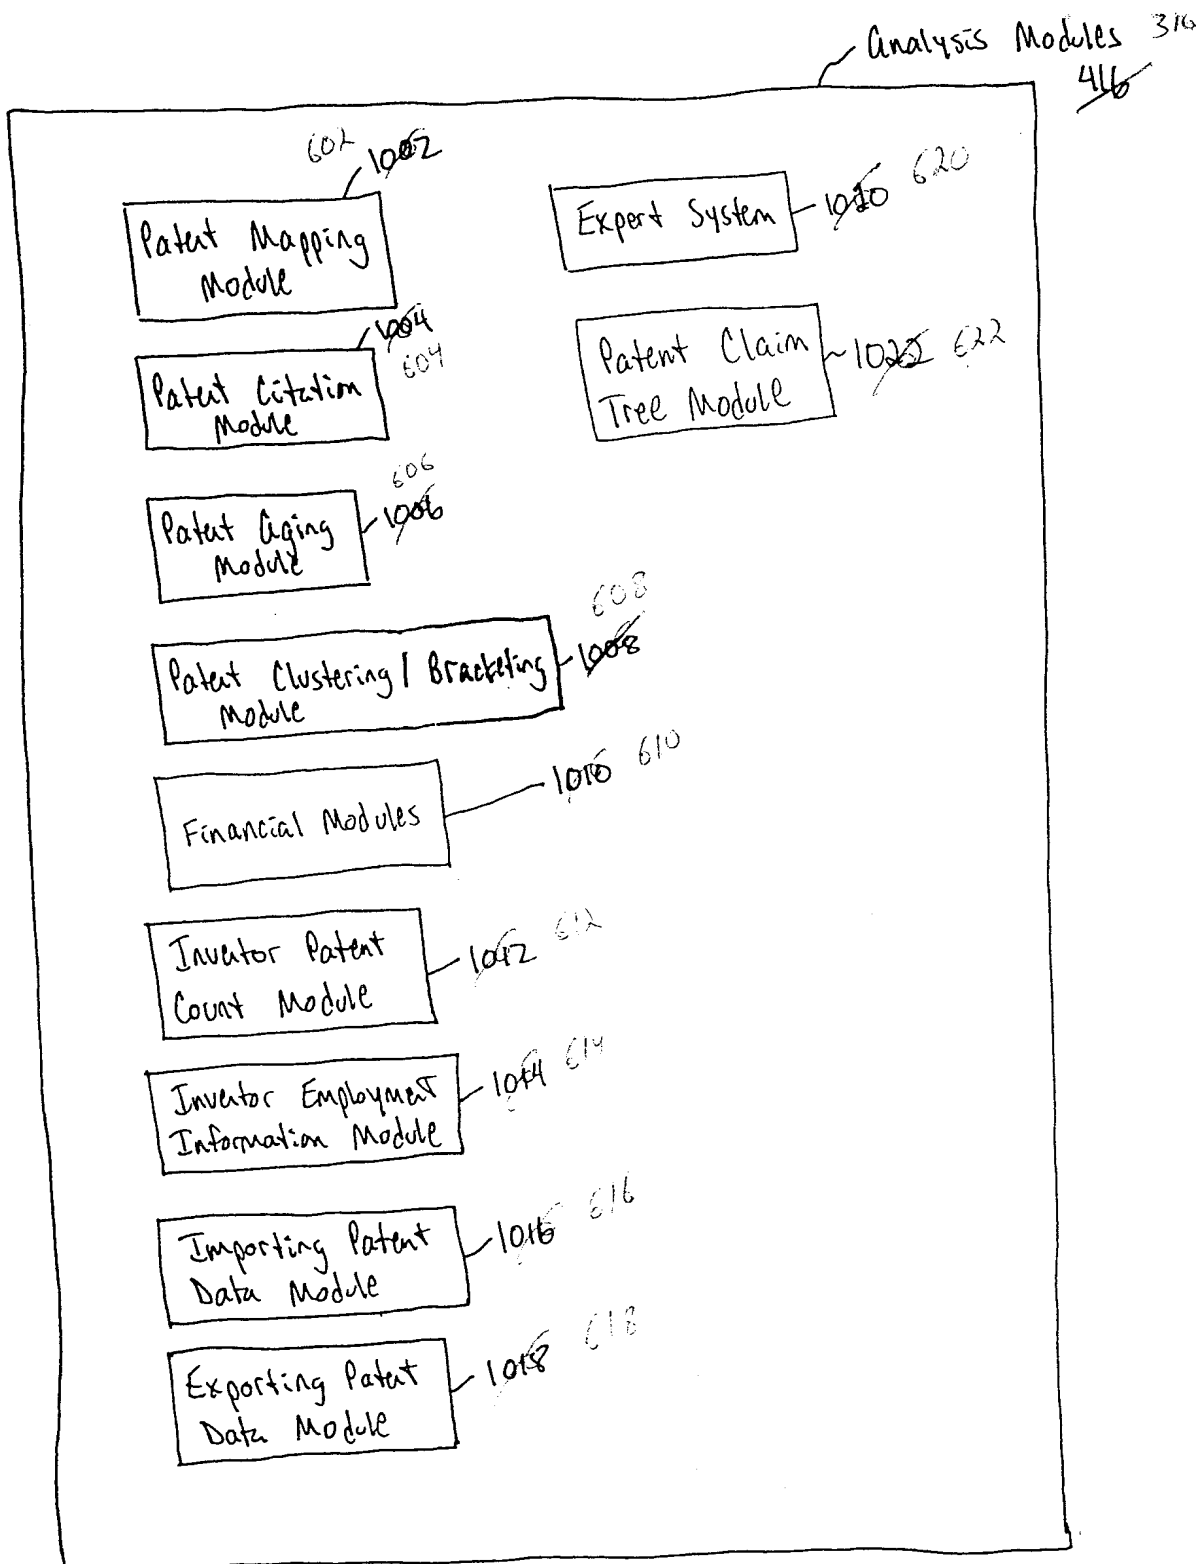 Analysis Modules 316
416
602 1002
Patent Mapping
Module
1004
604
Patent Citation
Module
606
1006
Patent Aging
Module
608
1008
Patent Clustering / Bracketing
Module
1010 610
Financial Modules
1012 612
Inventor Patent
Count Module
1014 614
Inventor Employment
Information Module
1016 616
Importing Patent
Data Module
1018 618
Exporting Patent
Data Module
Expert System
1020 620
Patent Claim
Tree Module
1022 622